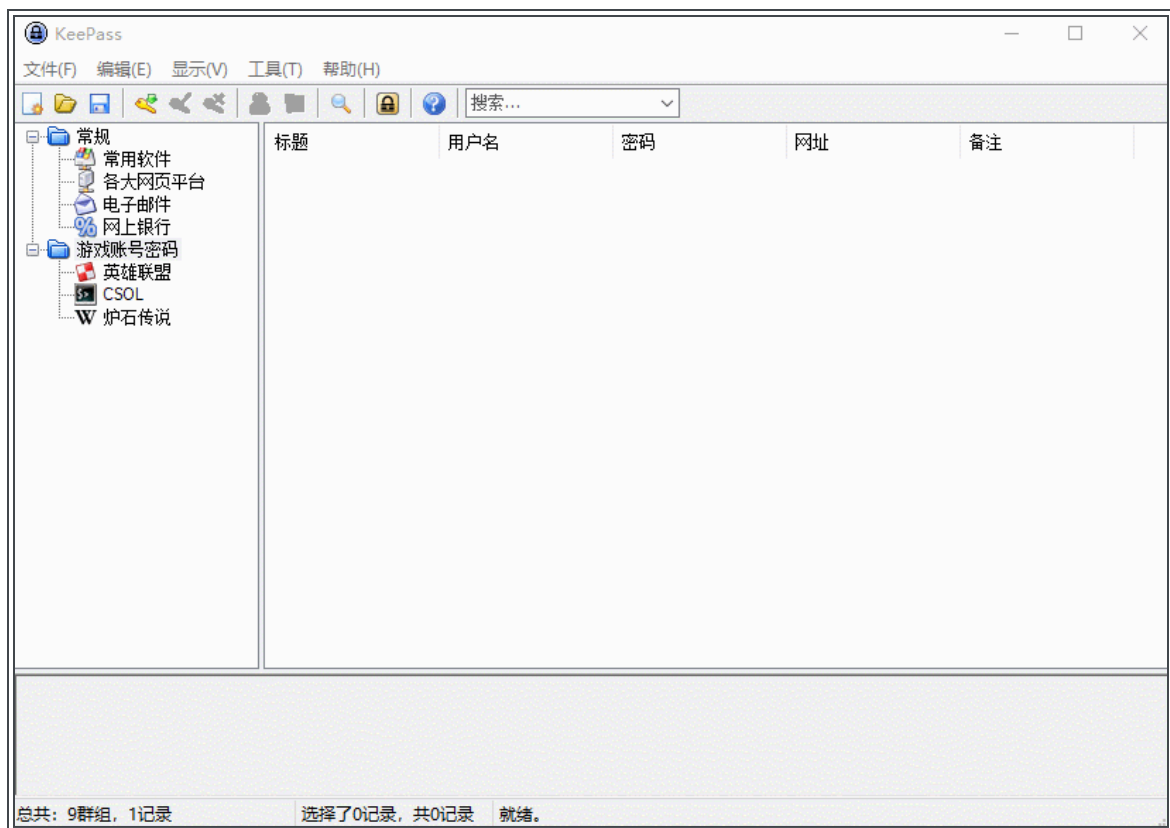 KeePass
文件(F) 编辑(E) 显示(V) 工具(T) 帮助(H)
搜索...
常规
常用软件
各大网页平台
电子邮件
网上银行
游戏账号密码
英雄联盟
CSOL
W 炉石传说
标题 用户名 密码 网址 备注
总共: 9群组, 1记录 选择了0记录, 共0记录 就绪。